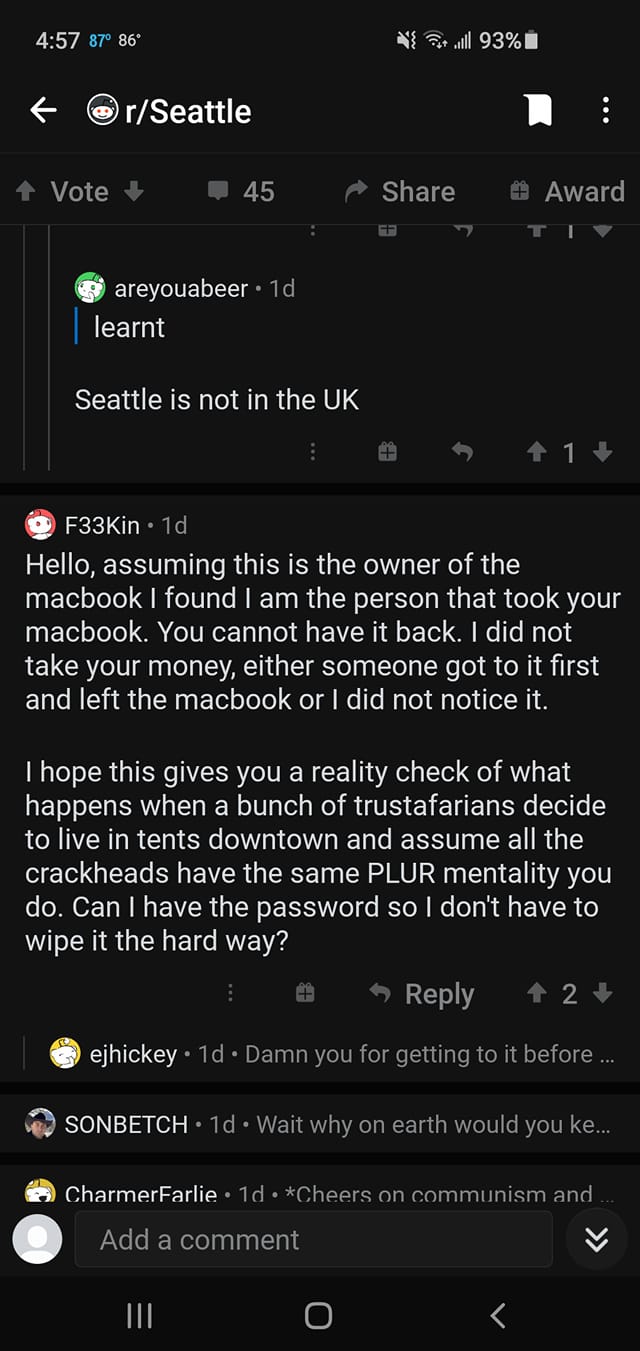 4:57 87° 86° 93%
r/Seattle
Vote 45 Share Award
1
areyouabeer • 1d
learnt
Seattle is not in the UK
1
F33Kin • 1d
Hello, assuming this is the owner of the
macbook I found I am the person that took your
macbook. You cannot have it back. I did not
take your money, either someone got to it first
and left the macbook or I did not notice it.
I hope this gives you a reality check of what
happens when a bunch of trustafarians decide
to live in tents downtown and assume all the
crackheads have the same PLUR mentality you
do. Can I have the password so I don't have to
wipe it the hard way?
Reply 2
ejhickey • 1d • Damn you for getting to it before ...
SONBETCH • 1d • Wait why on earth would you ke...
CharmerFarlie • 1d • *Cheers on communism and ...
Add a comment